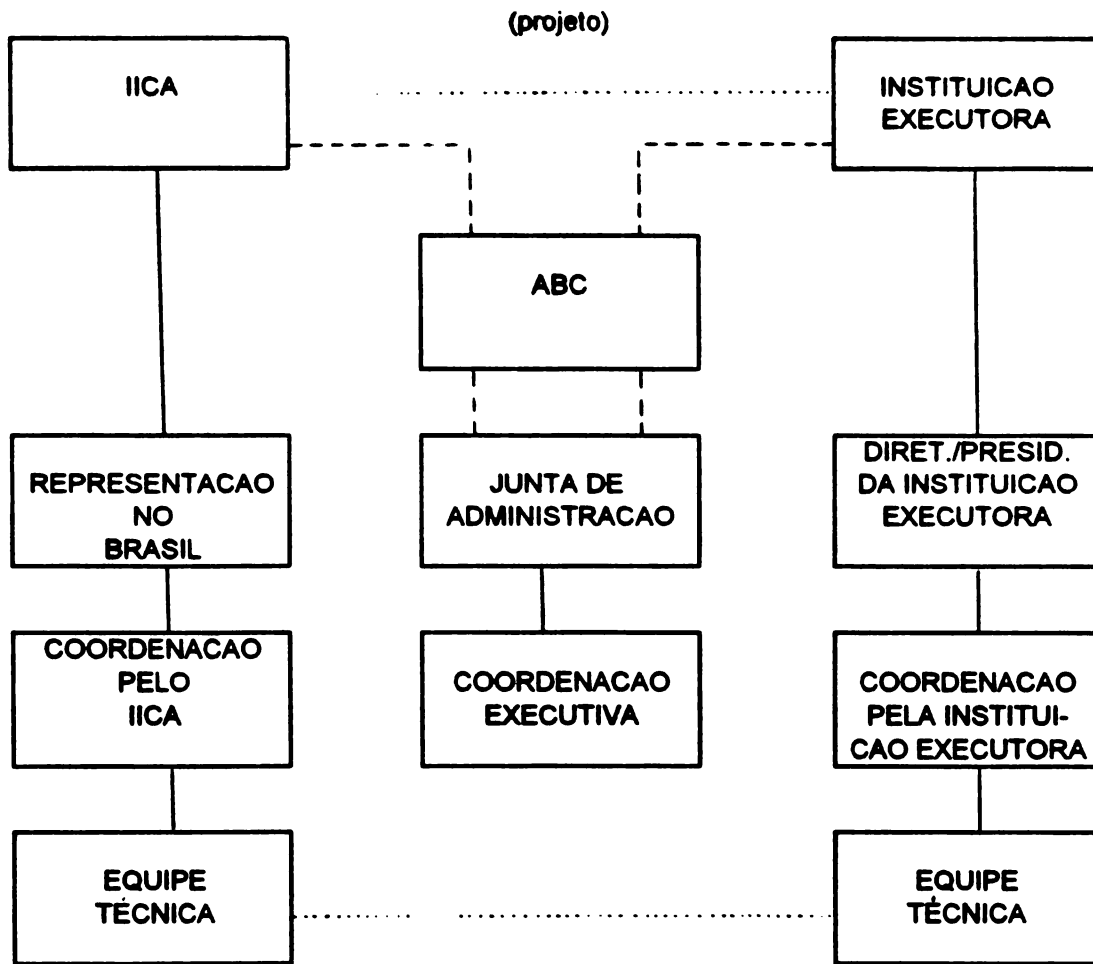 (projeto)
IICA
INSTITUICAO
EXECUTORA
ABC
REPRESENTACAO
NO
BRASIL
JUNTA DE
ADMINISTRACAO
DIRET./PRESID.
DA INSTITUICAO
EXECUTORA
COORDENACAO
PELO
IICA
COORDENACAO
EXECUTIVA
COORDENACAO
PELA INSTITUI-
CAO EXECUTORA
EQUIPE
TÉCNICA
EQUIPE
TÉCNICA